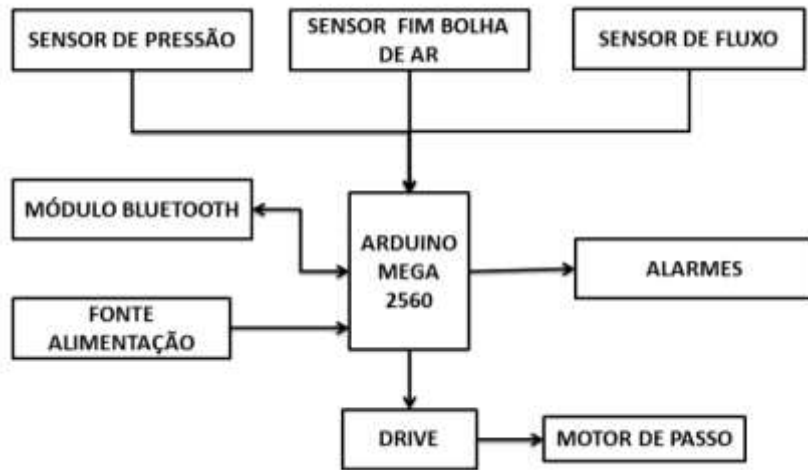 SENSOR DE PRESSÃO
SENSOR FIM BOLHA
DE AR
SENSOR DE FLUXO
MÓDULO BLUETOOTH
ARDUINO
MEGA
2560
ALARMES
FONTE
ALIMENTAÇÃO
DRIVE
MOTOR DE PASSO